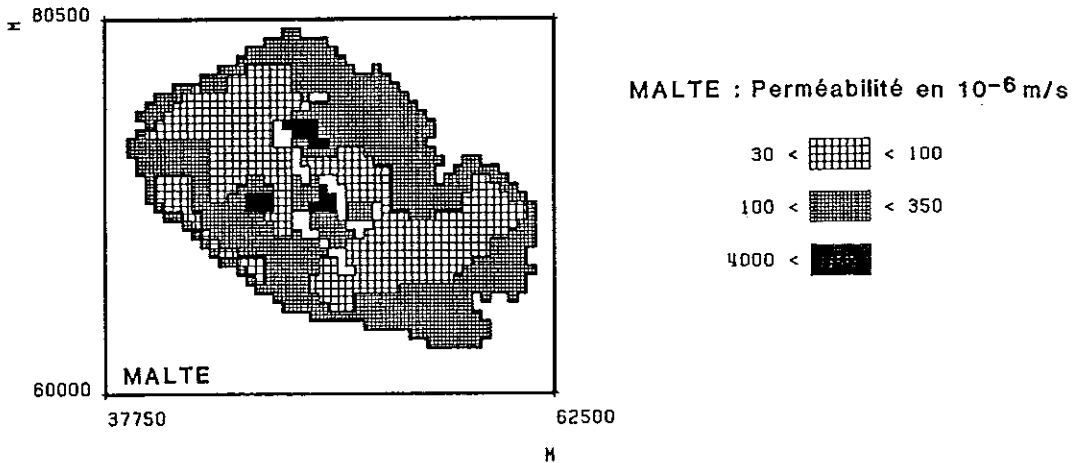 M 80500
MALTE : Perméabilité en 10⁻⁶ m/s
30 < < 100
100 < < 350
4000 <
MALTE
60000
37750 62500
M